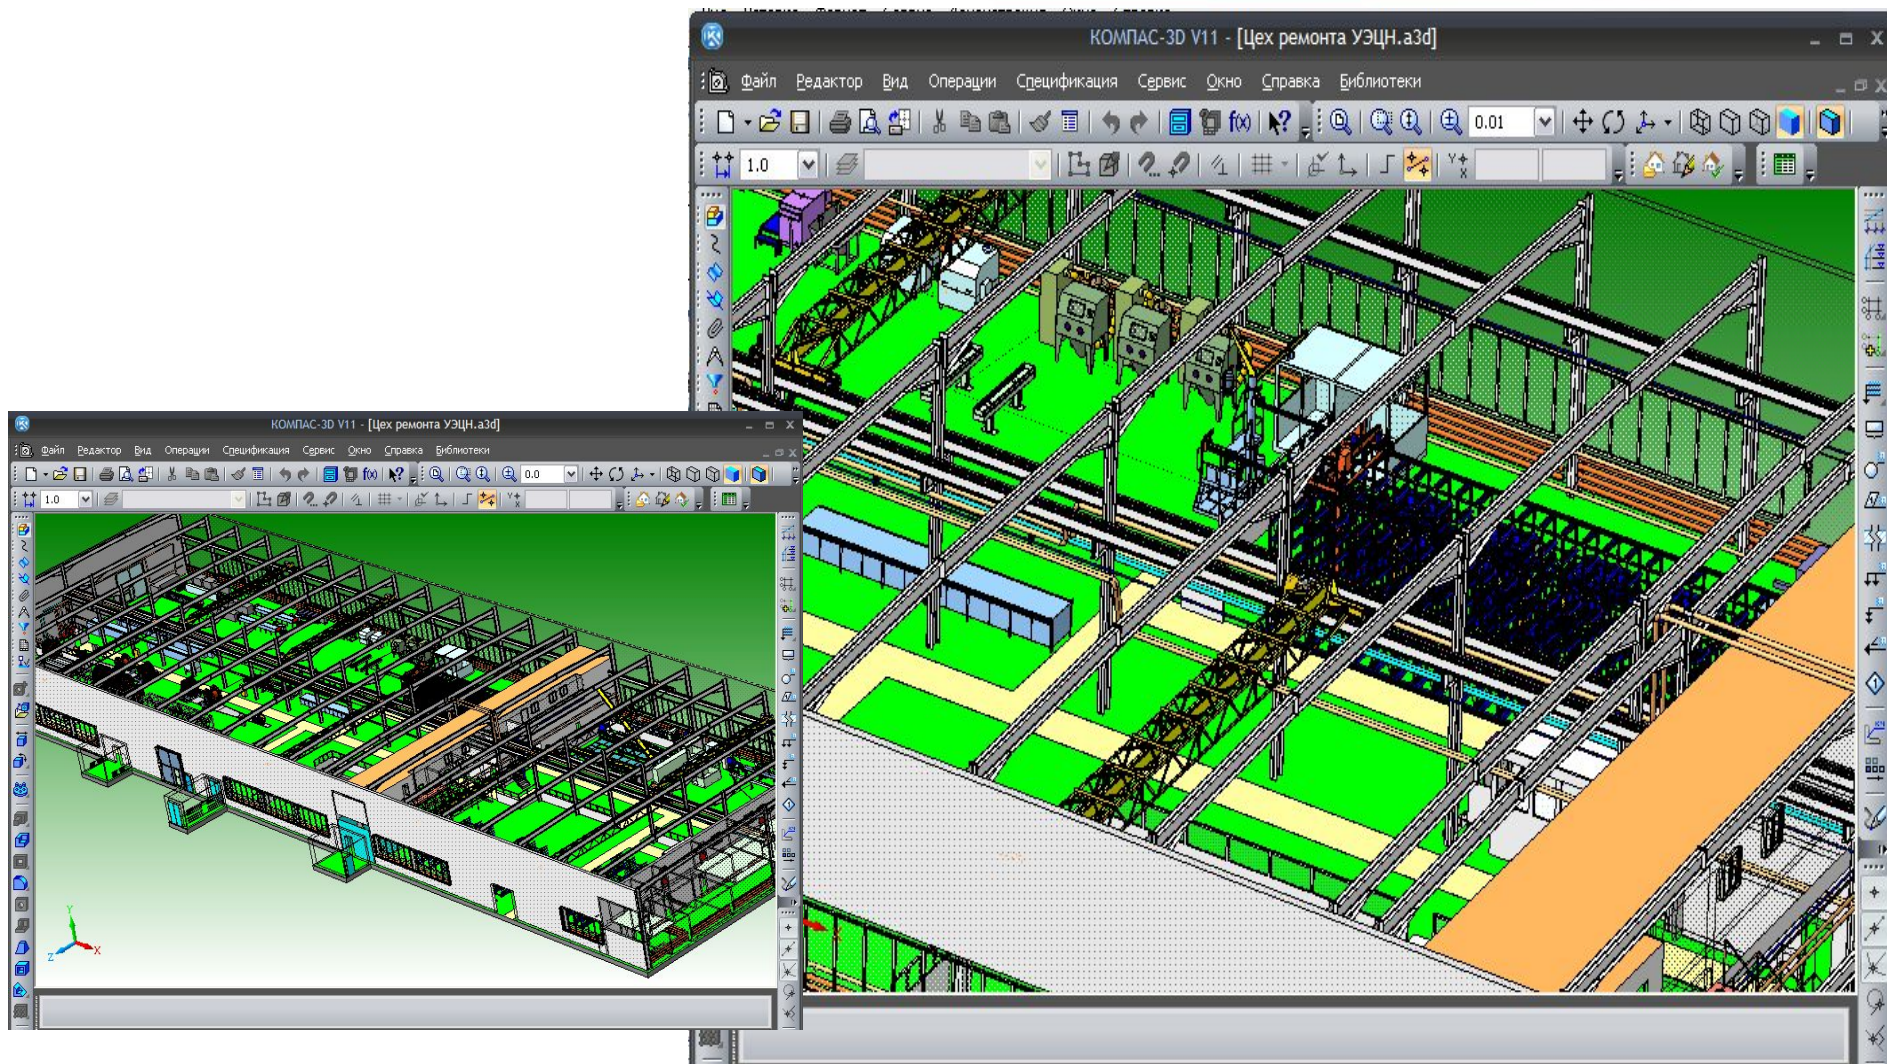 КОМПАС-3D V11 - [Цех ремонта УЭЦН.a3d]
Файл Редактор Вид Операции Спецификация Сервис Окно Справка Библиотеки
f(x) 0.01
1.0
КОМПАС-3D V11 - [Цех ремонта УЭЦН.a3d]
Файл Редактор Вид Операции Спецификация Сервис Окно Справка Библиотеки
f(x) 0.0
1.0
Y
Z X